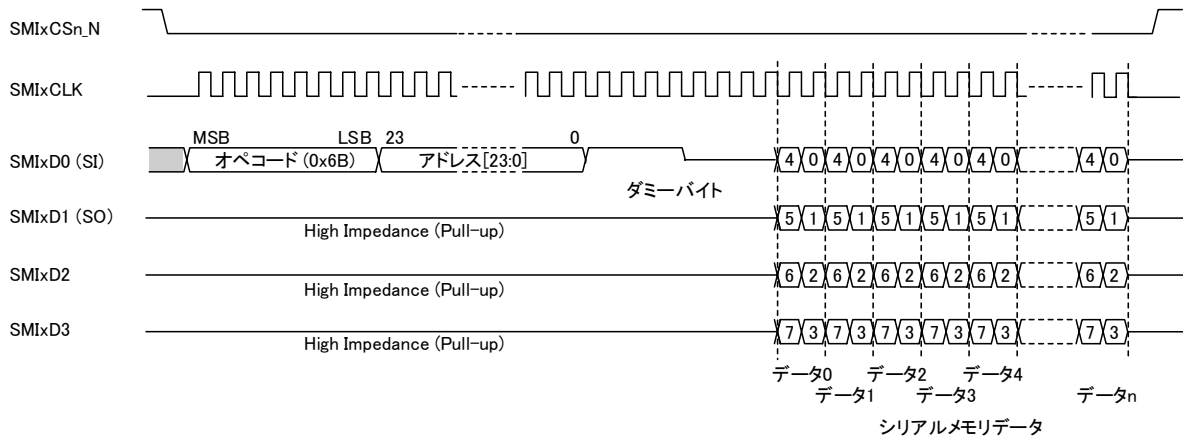 SMIxCSn_N
SMIxCLK
MSB LSB 23 0
SMIxD0 (SI) オペコード (0x6B) アドレス[23:0] 4 0 4 0 4 0 4 0 4 0 4 0
ダミーバイト
SMIxD1 (SO) 5 1 5 1 5 1 5 1 5 1 5 1
High Impedance (Pull-up)
SMIxD2 6 2 6 2 6 2 6 2 6 2 6 2
High Impedance (Pull-up)
SMIxD3 7 3 7 3 7 3 7 3 7 3 7 3
High Impedance (Pull-up)
データ0 データ2 データ4
データ1 データ3 データn
シリアルメモリデータ